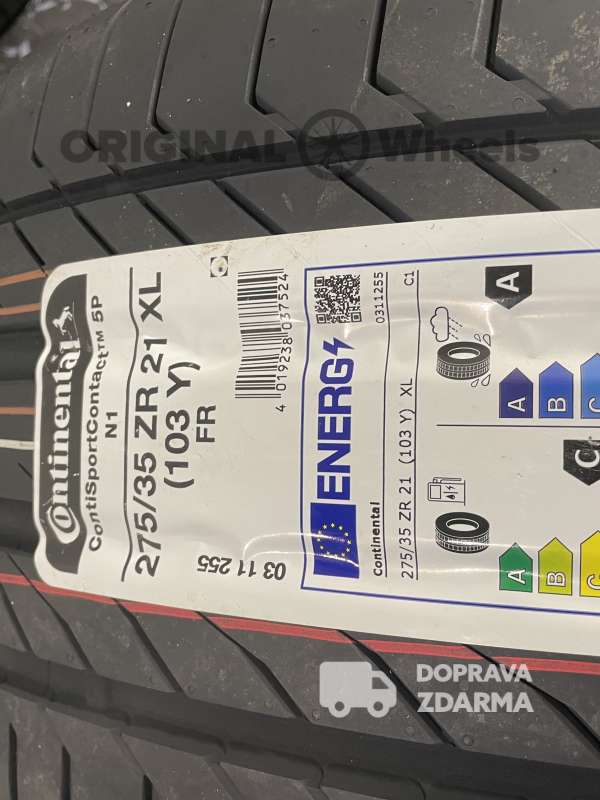 ORIGINAL Wheels
Continental
ContiSportContact™ 5P
N1
275/35 ZR 21 XL
(103 Y)
FR
4 019238 037524
03 11 255
ENERG
Continental
0311255
275/35 ZR 21 (103 Y) XL
C1
A
A
B
C
C
A
B
C
DOPRAVA
ZDARMA